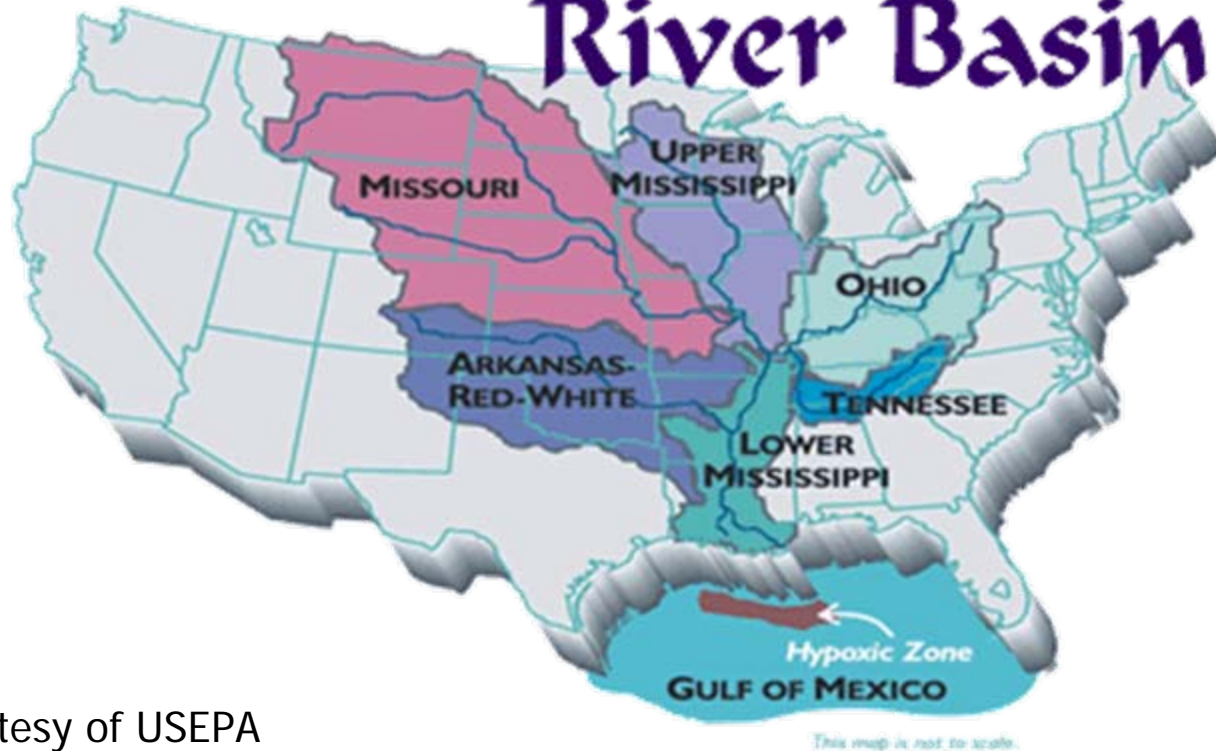 River Basin
MISSOURI
UPPER
MISSISSIPPI
OHIO
ARKANSAS-
RED-WHITE
TENNESSEE
LOWER
MISSISSIPPI
Hypoxic Zone
GULF OF MEXICO
tesy of USEPA
This map is not to scale.